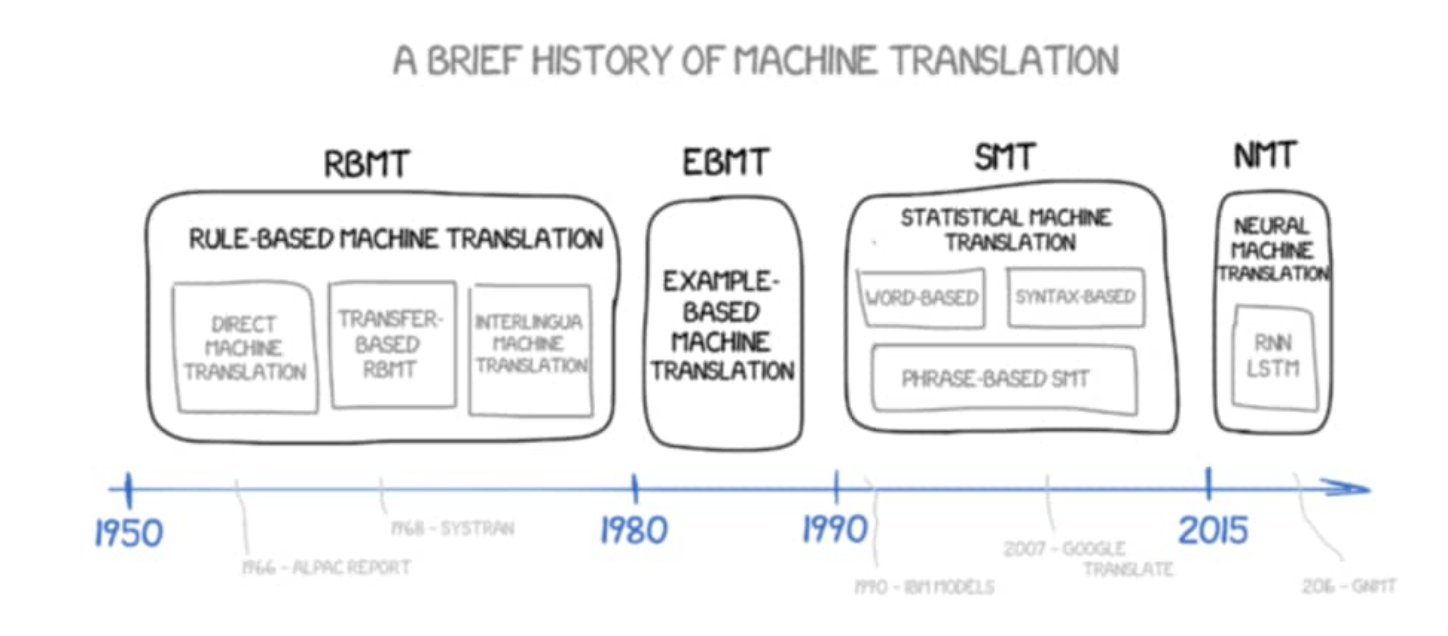 A BRIEF HISTORY OF MACHINE TRANSLATION
RBMT
RULE-BASED MACHINE TRANSLATION
DIRECT
MACHINE
TRANSLATION
TRANSFER-
BASED
RBMT
INTERLINGUA
MACHINE
TRANSLATION
EBMT
EXAMPLE-
BASED
MACHINE
TRANSLATION
SMT
STATISTICAL MACHINE
TRANSLATION
WORD-BASED
SYNTAX-BASED
PHRASE-BASED SMT
NMT
NEURAL
MACHINE
TRANSLATION
RNN
LSTM
1950
1980
1990
2015
1966 - ALPAC REPORT
1968 - SYSTRAN
1990 - IBM MODELS
2007 - GOOGLE
TRANSLATE
206 - GNMT